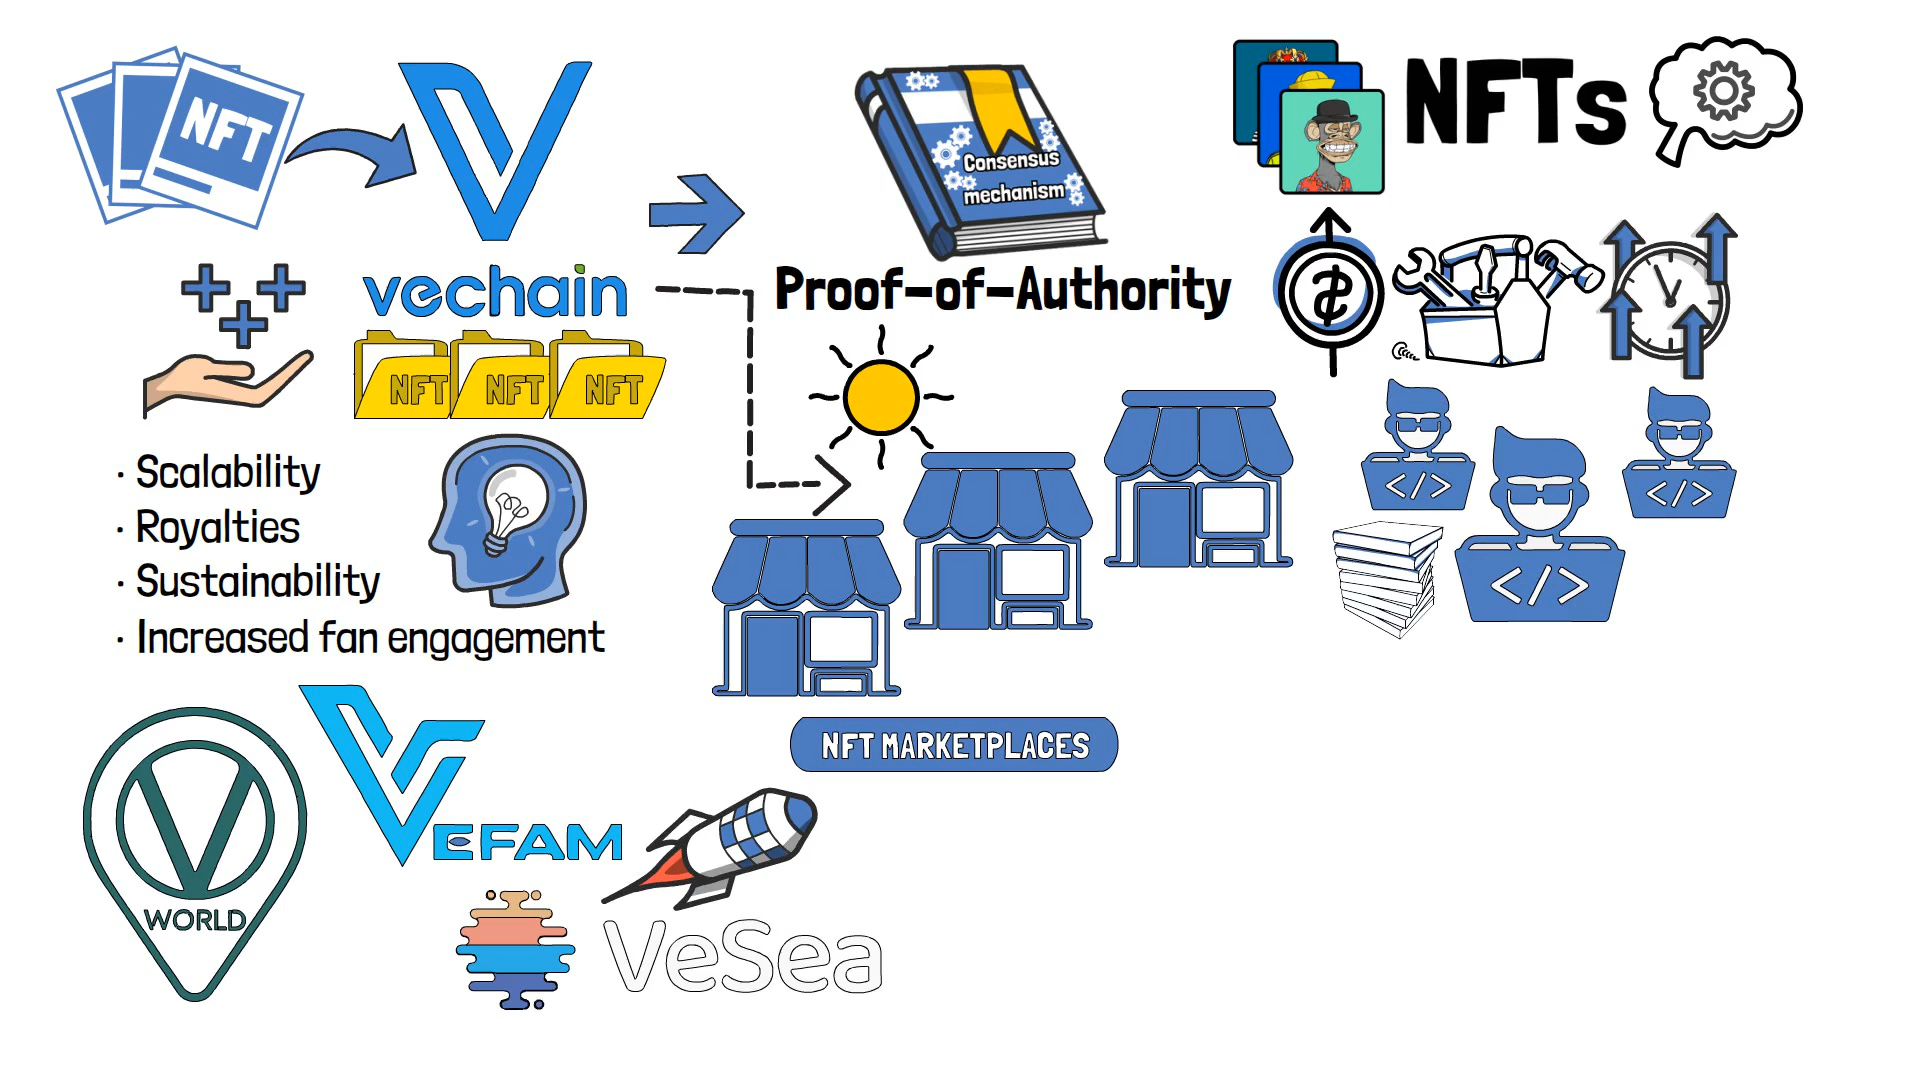 NFT
vechain
NFT NFT NFT
· Scalability
· Royalties
· Sustainability
· Increased fan engagement
V
WORLD
VEFAM
VeSea
Consensus
mechanism
Proof-of-Authority
NFT MARKETPLACES
NFTs
</>
</>
</>